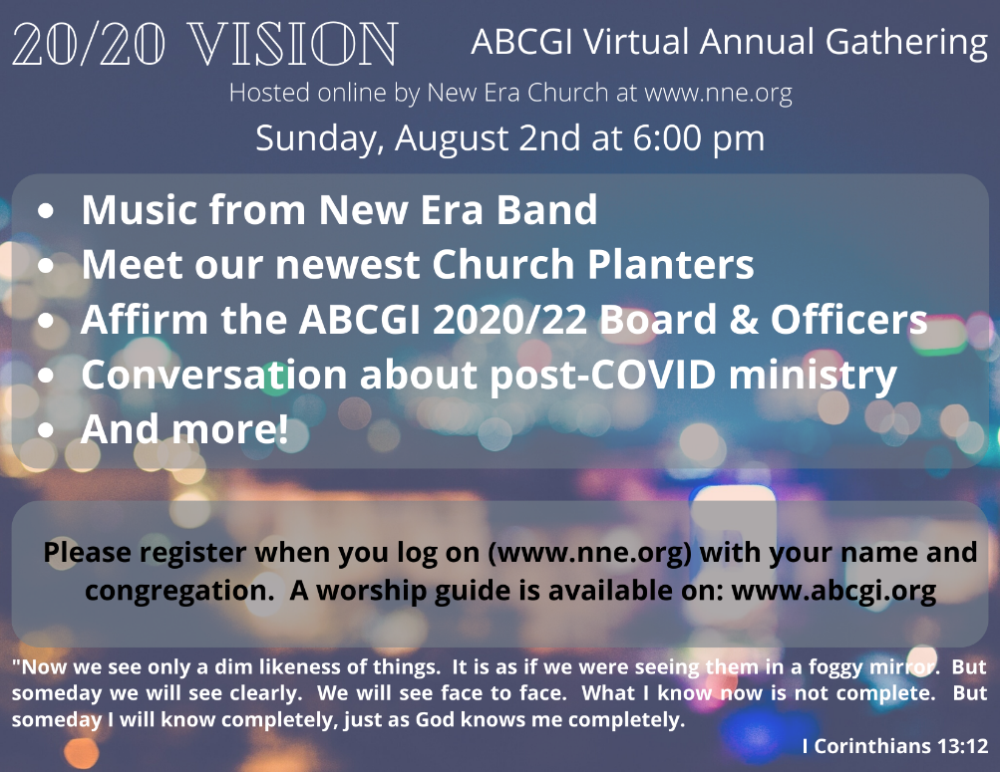 20/20 VISION
ABCGI Virtual Annual Gathering
Hosted online by New Era Church at www.nne.org
Sunday, August 2nd at 6:00 pm
• Music from New Era Band
• Meet our newest Church Planters
• Affirm the ABCGI 2020/22 Board & Officers
• Conversation about post-COVID ministry
• And more!
Please register when you log on (www.nne.org) with your name and
congregation.  A worship guide is available on: www.abcgi.org
"Now we see only a dim likeness of things.  It is as if we were seeing them in a foggy mirror.  But
someday we will see clearly.  We will see face to face.  What I know now is not complete.  But
someday I will know completely, just as God knows me completely.
I Corinthians 13:12